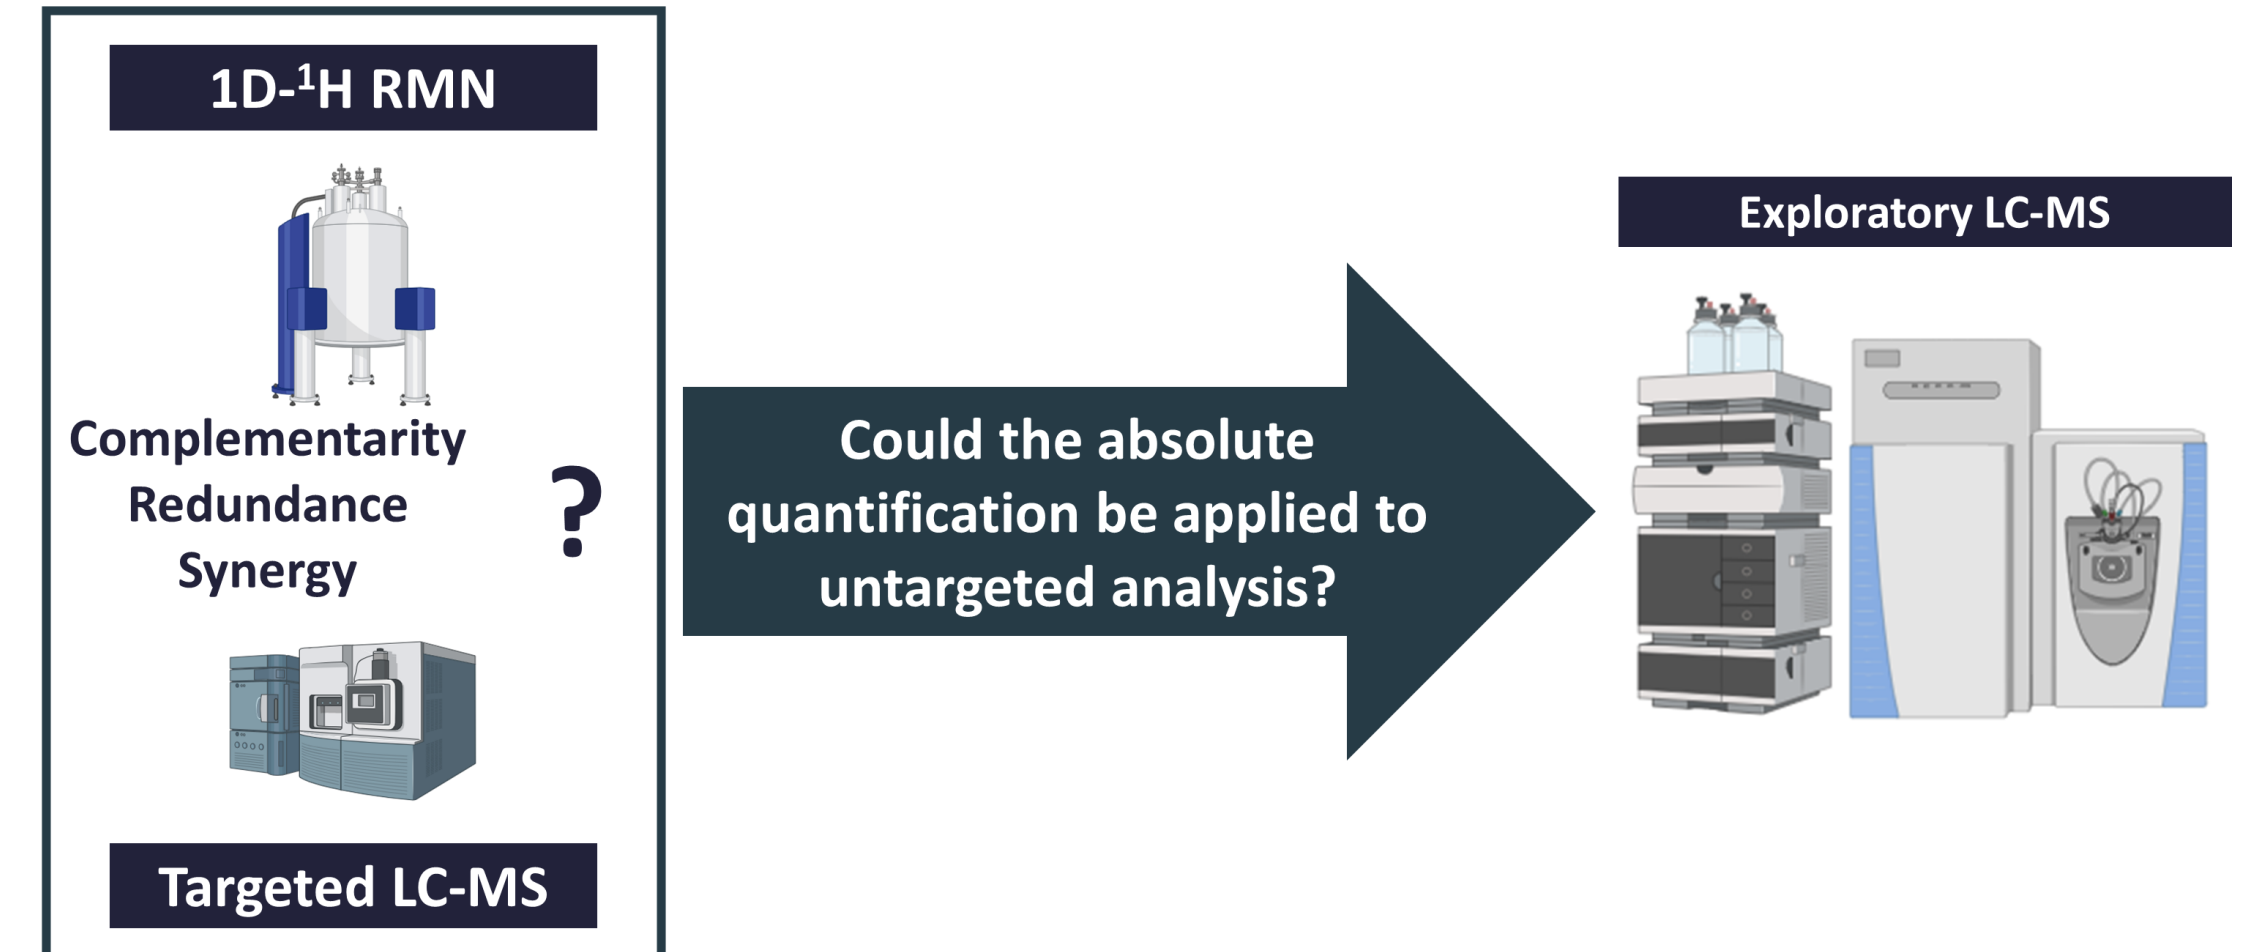 1D-¹H RMN
Complementarity
Redundance
Synergy
?
Targeted LC-MS
Could the absolute
quantification be applied to
untargeted analysis?
Exploratory LC-MS